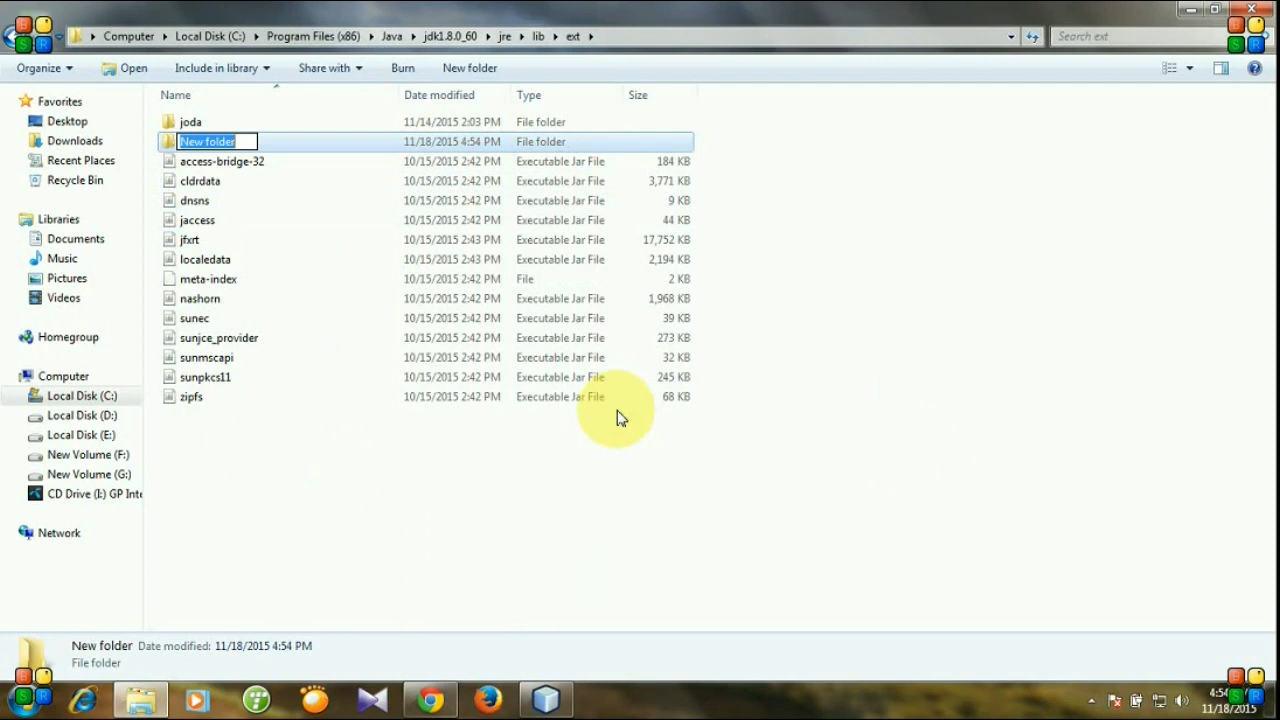 Computer Local Disk (C:) Program Files (x86) Java jdk1.8.0_60 jre lib ext Search ext
Organize Open Include in library Share with Burn New folder
Name Date modified Type Size
Favorites
Desktop
Downloads
Recent Places
Recycle Bin
Libraries
Documents
Music
Pictures
Videos
Homegroup
Computer
Local Disk (C:)
Local Disk (D:)
Local Disk (E:)
New Volume (F:)
New Volume (G:)
CD Drive (I:) GP Inte
Network
joda 11/14/2015 2:03 PM File folder
New folder 11/18/2015 4:54 PM File folder
access-bridge-32 10/15/2015 2:42 PM Executable Jar File 184 KB
cldrdata 10/15/2015 2:42 PM Executable Jar File 3,771 KB
dnsns 10/15/2015 2:42 PM Executable Jar File 9 KB
jaccess 10/15/2015 2:42 PM Executable Jar File 44 KB
jfxrt 10/15/2015 2:43 PM Executable Jar File 17,752 KB
localedata 10/15/2015 2:42 PM Executable Jar File 2,194 KB
meta-index 10/15/2015 2:42 PM File 2 KB
nashorn 10/15/2015 2:42 PM Executable Jar File 1,968 KB
sunec 10/15/2015 2:42 PM Executable Jar File 39 KB
sunjce_provider 10/15/2015 2:42 PM Executable Jar File 273 KB
sunmscapi 10/15/2015 2:42 PM Executable Jar File 32 KB
sunpkcs11 10/15/2015 2:42 PM Executable Jar File 245 KB
zipfs 10/15/2015 2:42 PM Executable Jar File 68 KB
New folder Date modified: 11/18/2015 4:54 PM
File folder
4:54
11/18/2015
B
S R
B
S R
B
S R
B
S R